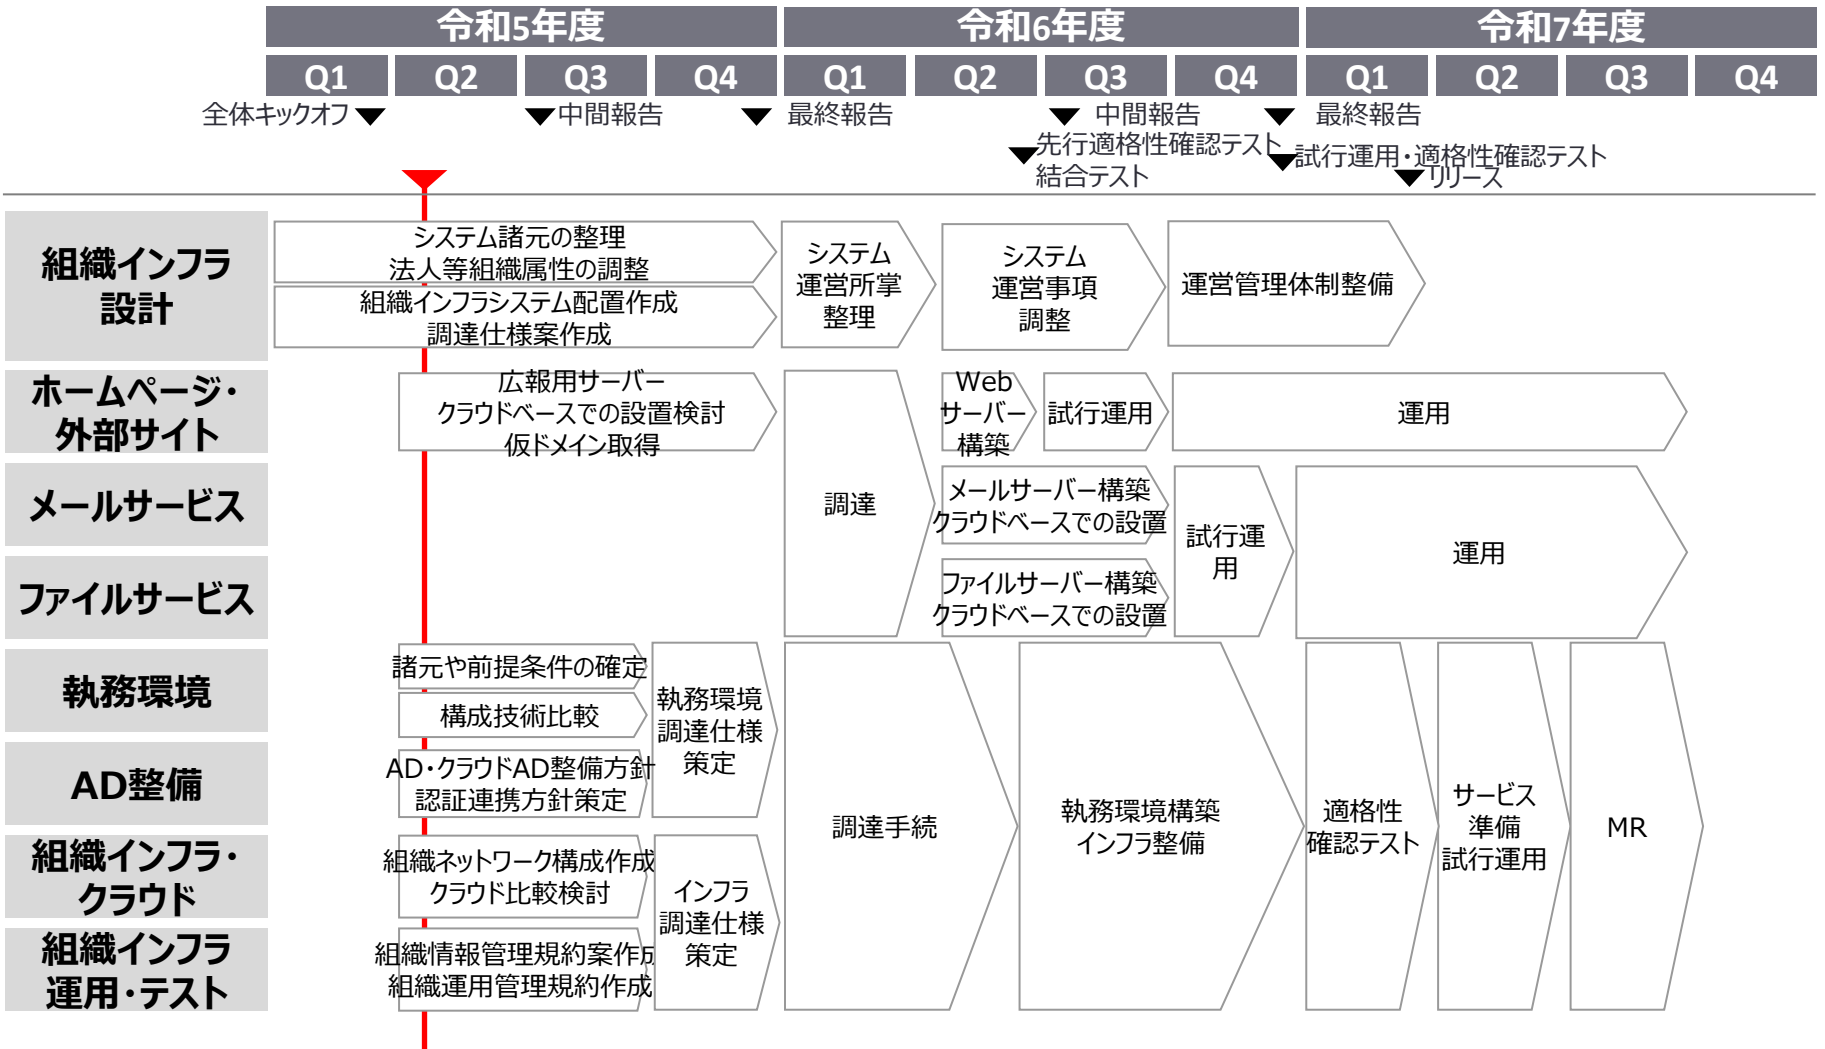 令和5年度
令和6年度
令和7年度
Q1
Q2
Q3
Q4
Q1
Q2
Q3
Q4
Q1
Q2
Q3
Q4
全体キックオフ
中間報告
最終報告
中間報告
最終報告
先行適格性確認テスト
結合テスト
試行運用・適格性確認テスト
リリース
組織インフラ
設計
システム諸元の整理
法人等組織属性の調整
組織インフラシステム配置作成
調達仕様案作成
システム
運営所掌
整理
システム
運営事項
調整
運営管理体制整備
ホームページ・
外部サイト
広報用サーバー
クラウドベースでの設置検討
仮ドメイン取得
調達
Web
サーバー
構築
試行運用
運用
メールサービス
メールサーバー構築
クラウドベースでの設置
試行運
用
運用
ファイルサービス
ファイルサーバー構築
クラウドベースでの設置
執務環境
諸元や前提条件の確定
構成技術比較
執務環境
調達仕様
策定
AD整備
AD・クラウドAD整備方針
認証連携方針策定
調達手続
執務環境構築
インフラ整備
適格性
確認テスト
サービス
準備
試行運用
MR
組織インフラ・
クラウド
組織ネットワーク構成作成
クラウド比較検討
インフラ
調達仕様
策定
組織インフラ
運用・テスト
組織情報管理規約案作成
組織運用管理規約作成